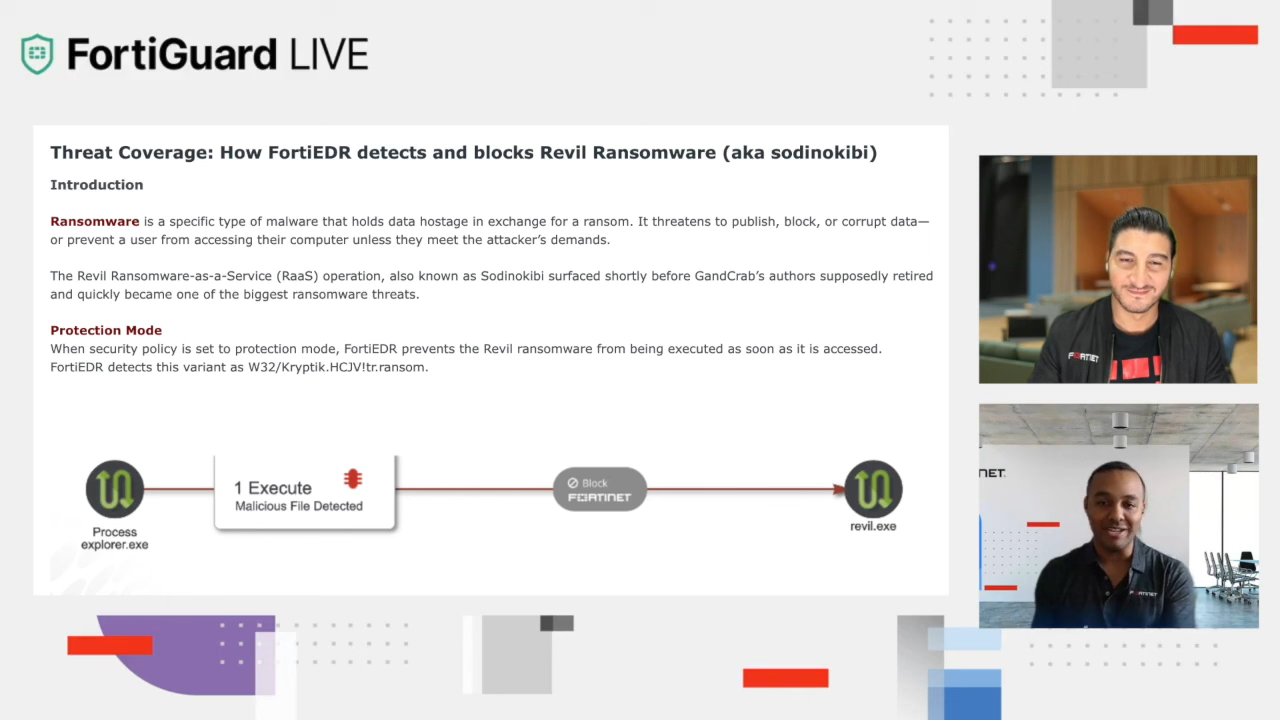 FortiGuard LIVE
Threat Coverage: How FortiEDR detects and blocks Revil Ransomware (aka sodinokibi)
Introduction
Ransomware is a specific type of malware that holds data hostage in exchange for a ransom. It threatens to publish, block, or corrupt data—
or prevent a user from accessing their computer unless they meet the attacker’s demands.
The Revil Ransomware-as-a-Service (RaaS) operation, also known as Sodinokibi surfaced shortly before GandCrab’s authors supposedly retired
and quickly became one of the biggest ransomware threats.
Protection Mode
When security policy is set to protection mode, FortiEDR prevents the Revil ransomware from being executed as soon as it is accessed.
FortiEDR detects this variant as W32/Kryptik.HCJV!tr.ransom.
1 Execute
Malicious File Detected
Block
FORTINET
Process
explorer.exe
revil.exe
FORTINET
NET.
FORTINET